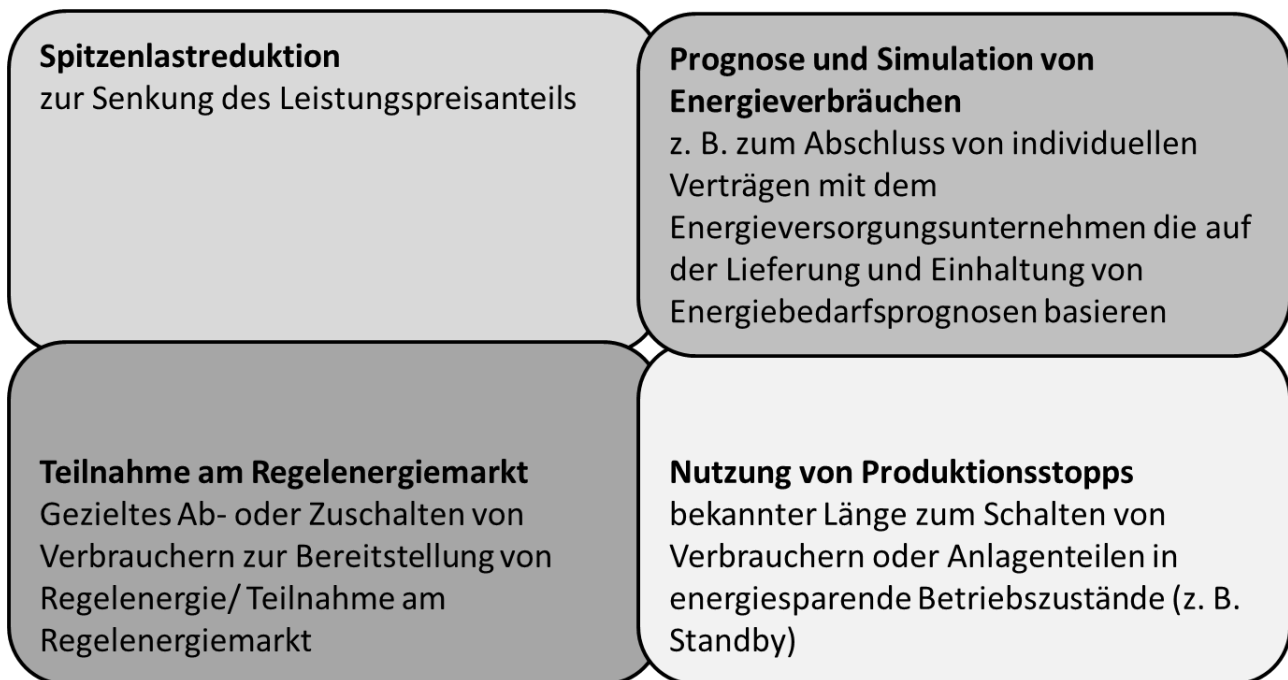 Spitzenlastreduktion
zur Senkung des Leistungspreisanteils
Prognose und Simulation von
Energieverbräuchen
z. B. zum Abschluss von individuellen
Verträgen mit dem
Energieversorgungsunternehmen die auf
der Lieferung und Einhaltung von
Energiebedarfsprognosen basieren
Teilnahme am Regelenergiemarkt
Gezieltes Ab- oder Zuschalten von
Verbrauchern zur Bereitstellung von
Regelenergie/ Teilnahme am
Regelenergiemarkt
Nutzung von Produktionsstopps
bekannter Länge zum Schalten von
Verbrauchern oder Anlagenteilen in
energiesparende Betriebszustände (z. B.
Standby)